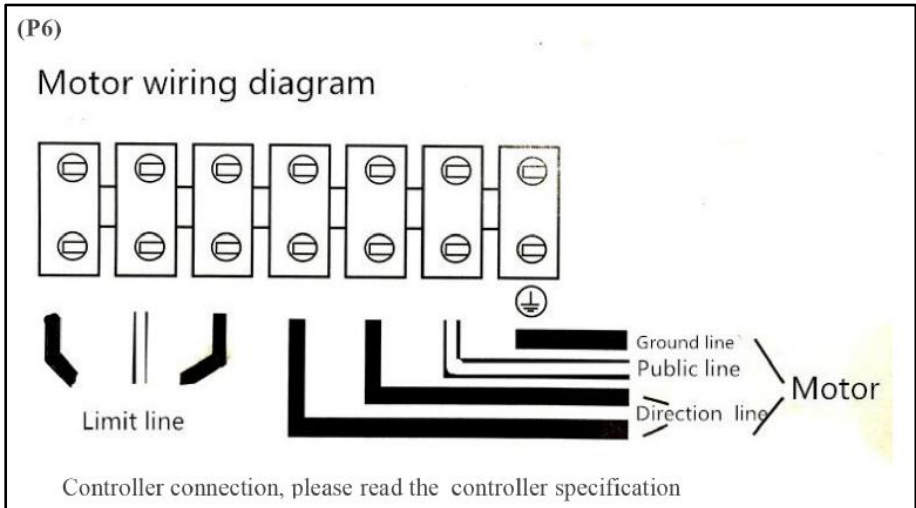 (P6)
Motor wiring diagram
Ground line
Public line
Direction line
Motor
Limit line
Controller connection, please read the controller specification